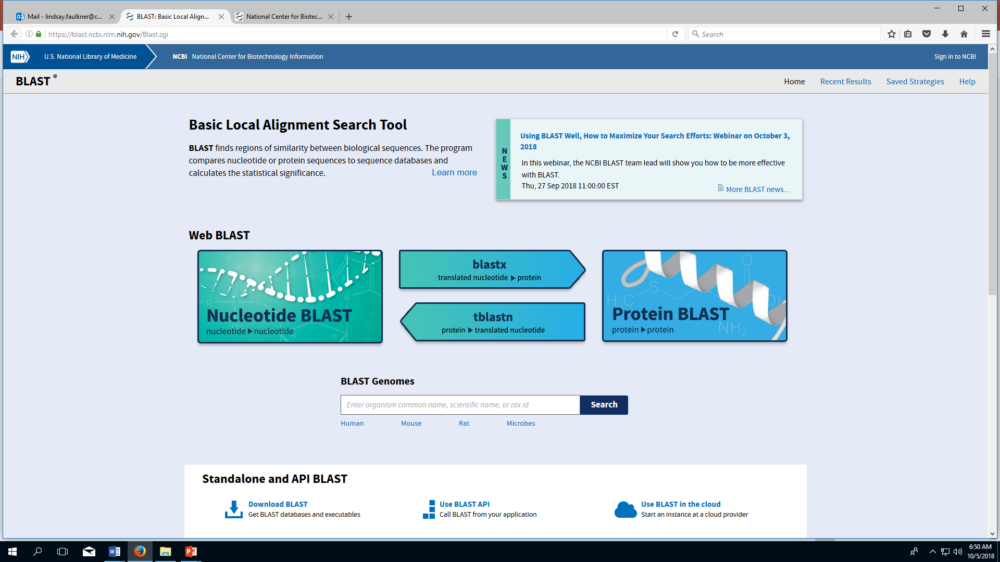 Mail - lindsay.faulkner@c...
BLAST: Basic Local Align...
National Center for Biotec...
https://blast.ncbi.nlm.nih.gov/Blast.cgi
Search
NIH
U.S. National Library of Medicine
NCBI National Center for Biotechnology Information
Sign in to NCBI
BLAST ®
Home
Recent Results
Saved Strategies
Help
Basic Local Alignment Search Tool
BLAST finds regions of similarity between biological sequences. The program
compares nucleotide or protein sequences to sequence databases and
calculates the statistical significance.
Learn more
NEWS
Using BLAST Well, How to Maximize Your Search Efforts: Webinar on October 3,
2018
In this webinar, the NCBI BLAST team lead will show you how to be more effective
with BLAST.
Thu, 27 Sep 2018 11:00:00 EST
More BLAST news...
Web BLAST
Nucleotide BLAST
nucleotide ▶ nucleotide
blastx
translated nucleotide ▶ protein
tblastn
protein ▶ translated nucleotide
O
S
H₃C
OH
NH₂
Protein BLAST
protein ▶ protein
BLAST Genomes
Enter organism common name, scientific name, or tax id
Search
Human
Mouse
Rat
Microbes
Standalone and API BLAST
Download BLAST
Get BLAST databases and executables
Use BLAST API
Call BLAST from your application
Use BLAST in the cloud
Start an instance at a cloud provider
6:50 AM
10/5/2018